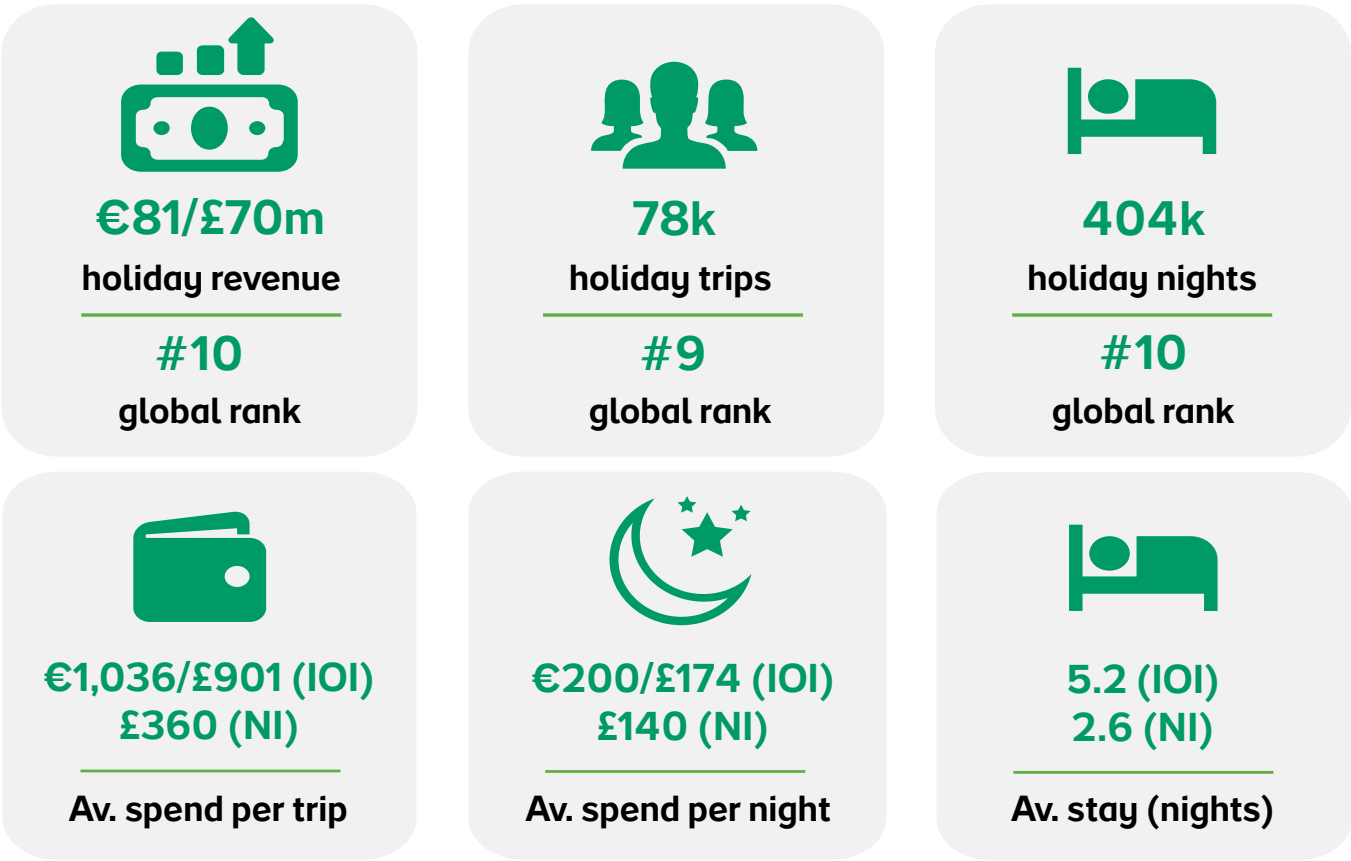 €81/£70m
holiday revenue
#10
global rank
78k
holiday trips
#9
global rank
404k
holiday nights
#10
global rank
€1,036/£901 (IOI)
£360 (NI)
Av. spend per trip
€200/£174 (IOI)
£140 (NI)
Av. spend per night
5.2 (IOI)
2.6 (NI)
Av. stay (nights)